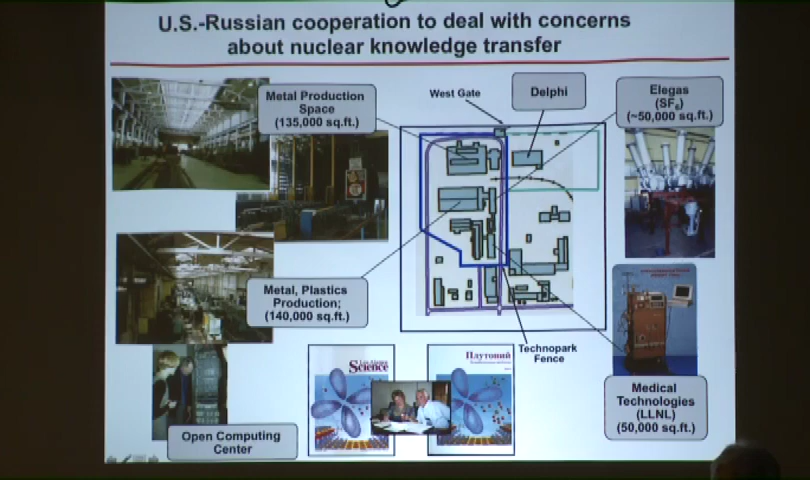 U.S.-Russian cooperation to deal with concerns
about nuclear knowledge transfer
Metal Production
Space
(135,000 sq.ft.)
West Gate
Delphi
Elegas
(SF₆)
(~50,000 sq.ft.)
Metal, Plastics
Production;
(140,000 sq.ft.)
Technopark
Fence
Los Alamos
Science
Плутоний
Medical
Technologies
(LLNL)
(50,000 sq.ft.)
Open Computing
Center